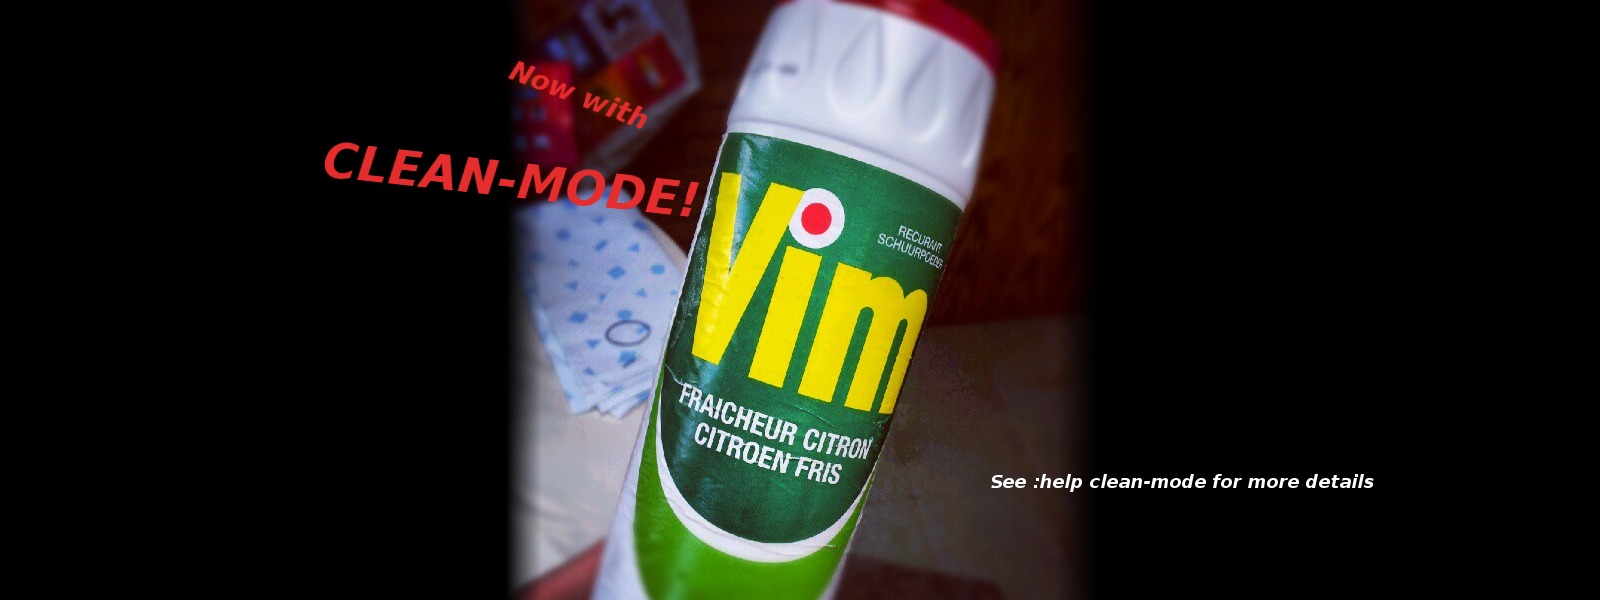 Now with
CLEAN-MODE!
Vim
RECURANT
SCHUURPOEDER
FRAICHEUR CITRON
CITROEN FRIS
See :help clean-mode for more details